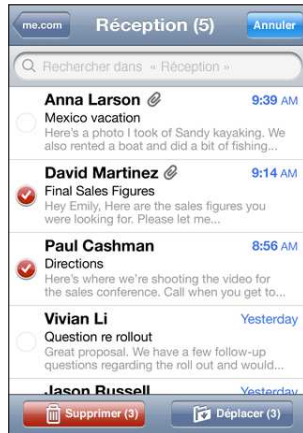 me.com
Réception (5)
Annuler
Rechercher dans « Réception »
Anna Larson
9:39 AM
Mexico vacation
Here's a photo I took of Sandy kayaking. We
also rented a boat and did a bit of fishing...
David Martinez
9:14 AM
Final Sales Figures
Hey Emily, Here are the sales figures you
were looking for. Please let me...
Paul Cashman
8:56 AM
Directions
Here's where we're shooting the video for
the sales conference. Call when you get to...
Vivian Li
Yesterday
Question re rollout
Great proposal. We have a few follow-up
questions regarding the roll out and would...
Jason Russell
Yesterday
Supprimer (3)
Déplacer (3)